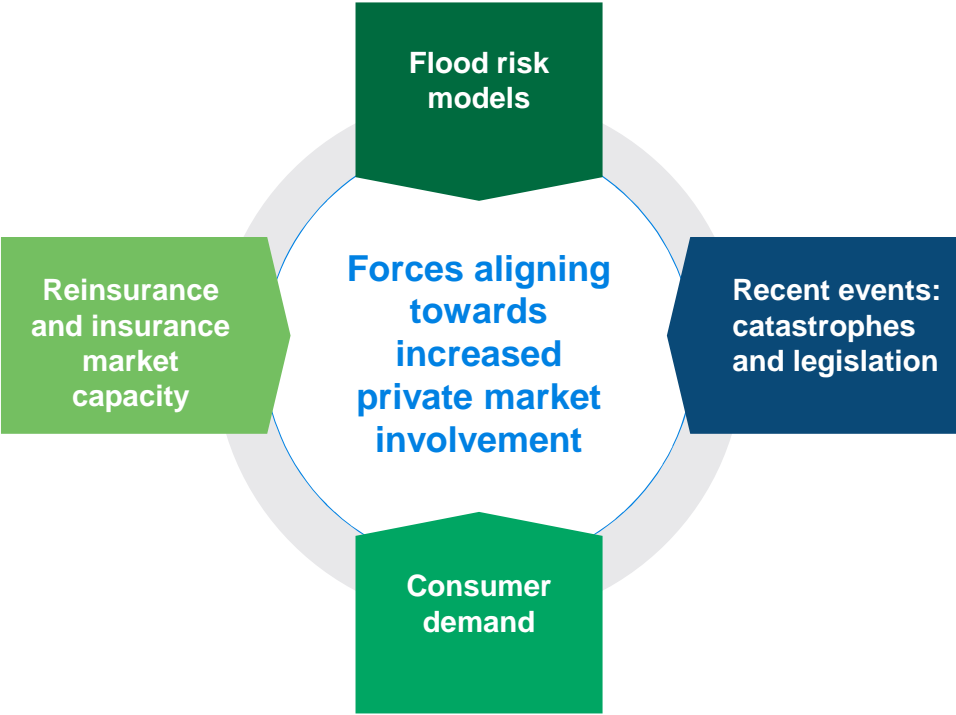 Flood risk
models
Reinsurance
and insurance
market
capacity
Forces aligning
towards
increased
private market
involvement
Recent events:
catastrophes
and legislation
Consumer
demand